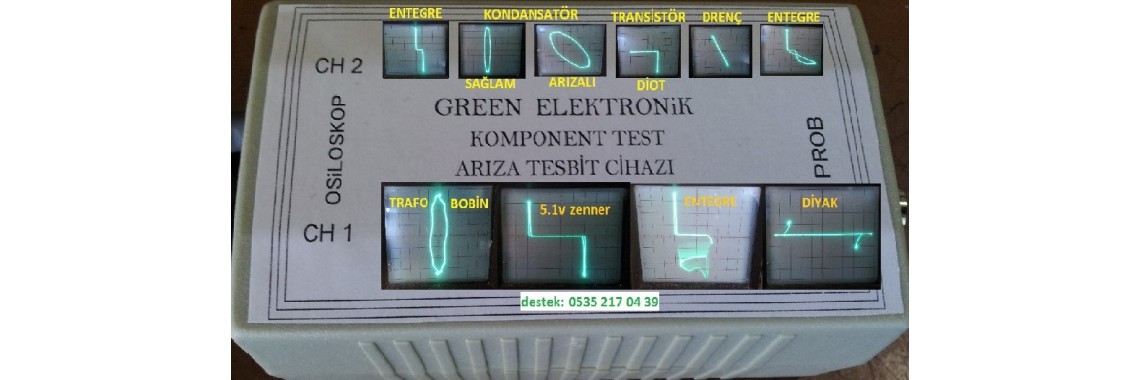 ENTEGRE
KONDANSATÖR
TRANSİSTÖR
DRENÇ
ENTEGRE
CH 2
SAĞLAM
ARIZALI
DİOT
GREEN ELEKTRONiK
KOMPONENT TEST
ARIZA TESBİT CİHAZI
OSiLOSKOP
PROB
CH 1
TRAFO
BOBİN
5.1v zenner
ENTEGRE
DİYAK
destek: 0535 217 04 39